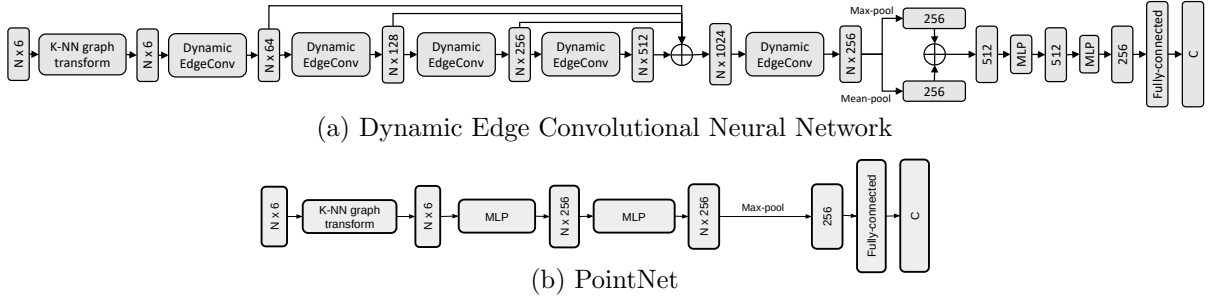 N x 6
K-NN graph
transform
N x 6
Dynamic
EdgeConv
N x 64
Dynamic
EdgeConv
N x 128
Dynamic
EdgeConv
N x 256
Dynamic
EdgeConv
N x 512
N x 1024
Dynamic
EdgeConv
N x 256
Max-pool
256
Mean-pool
256
512
MLP
512
MLP
256
Fully-connected
C
(a) Dynamic Edge Convolutional Neural Network
N x 6
K-NN graph
transform
N x 6
MLP
N x 256
MLP
N x 256
Max-pool
256
Fully-connected
C
(b) PointNet